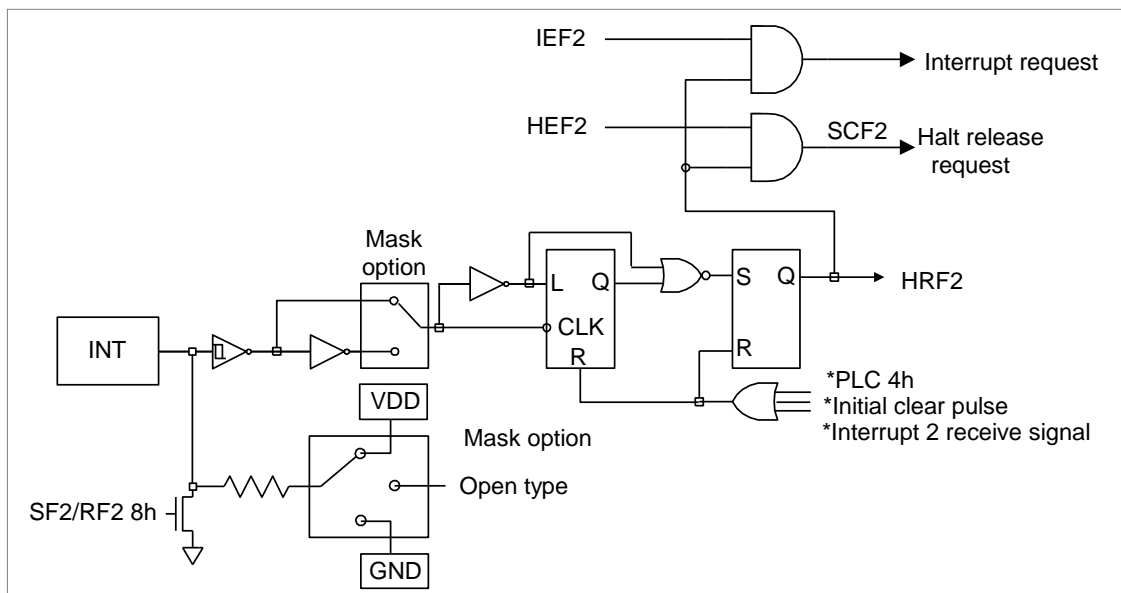 IEF2
Interrupt request
HEF2
SCF2
Halt release
request
Mask
option
L
Q
S
Q
HRF2
CLK
INT
R
R
*PLC 4h
*Initial clear pulse
*Interrupt 2 receive signal
VDD
Mask option
Open type
SF2/RF2 8h
GND